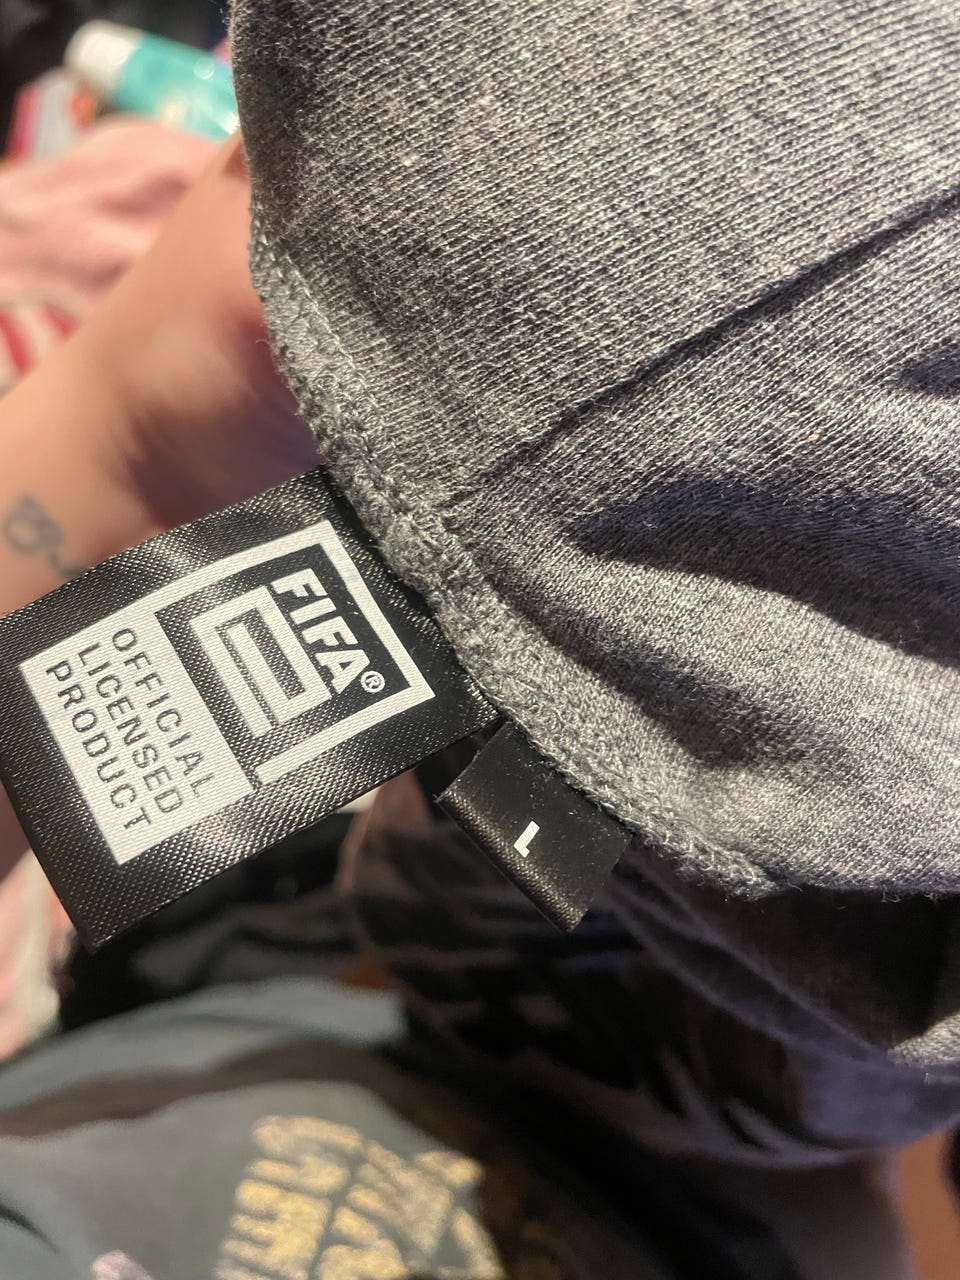 FIFA®
OFFICIAL
LICENSED
PRODUCT
L